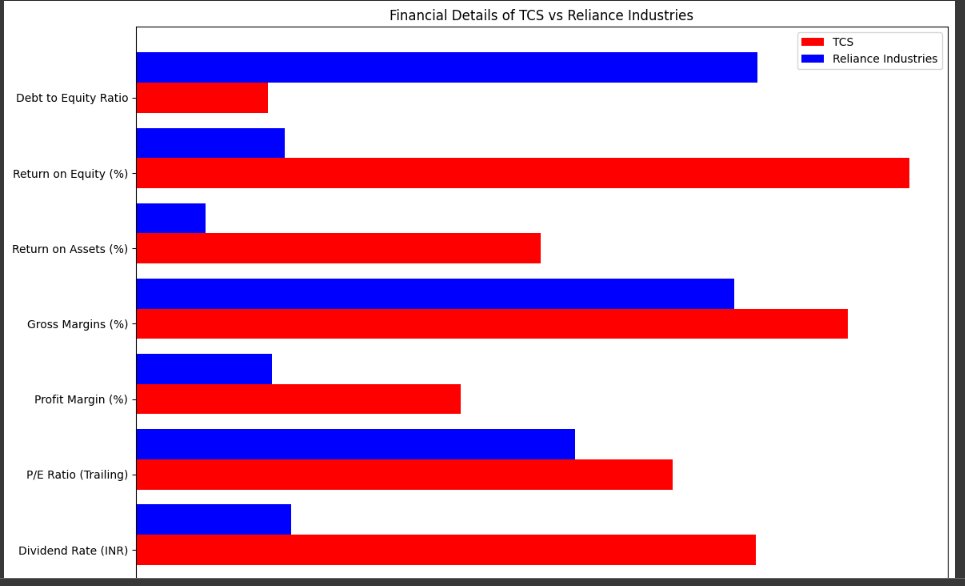 Financial Details of TCS vs Reliance Industries
TCS
Reliance Industries
Debt to Equity Ratio
Return on Equity (%)
Return on Assets (%)
Gross Margins (%)
Profit Margin (%)
P/E Ratio (Trailing)
Dividend Rate (INR)